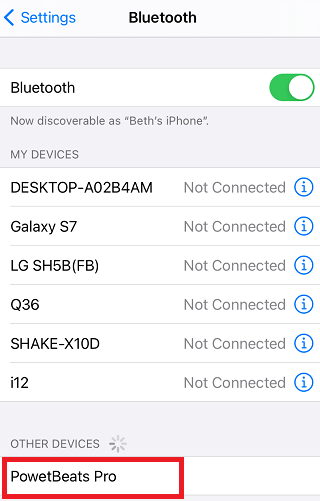 Settings Bluetooth
Bluetooth
Now discoverable as “Beth's iPhone”.
MY DEVICES
DESKTOP-A02B4AM Not Connected
Galaxy S7 Not Connected
LG SH5B(FB) Not Connected
Q36 Not Connected
SHAKE-X10D Not Connected
i12 Not Connected
OTHER DEVICES
PowetBeats Pro